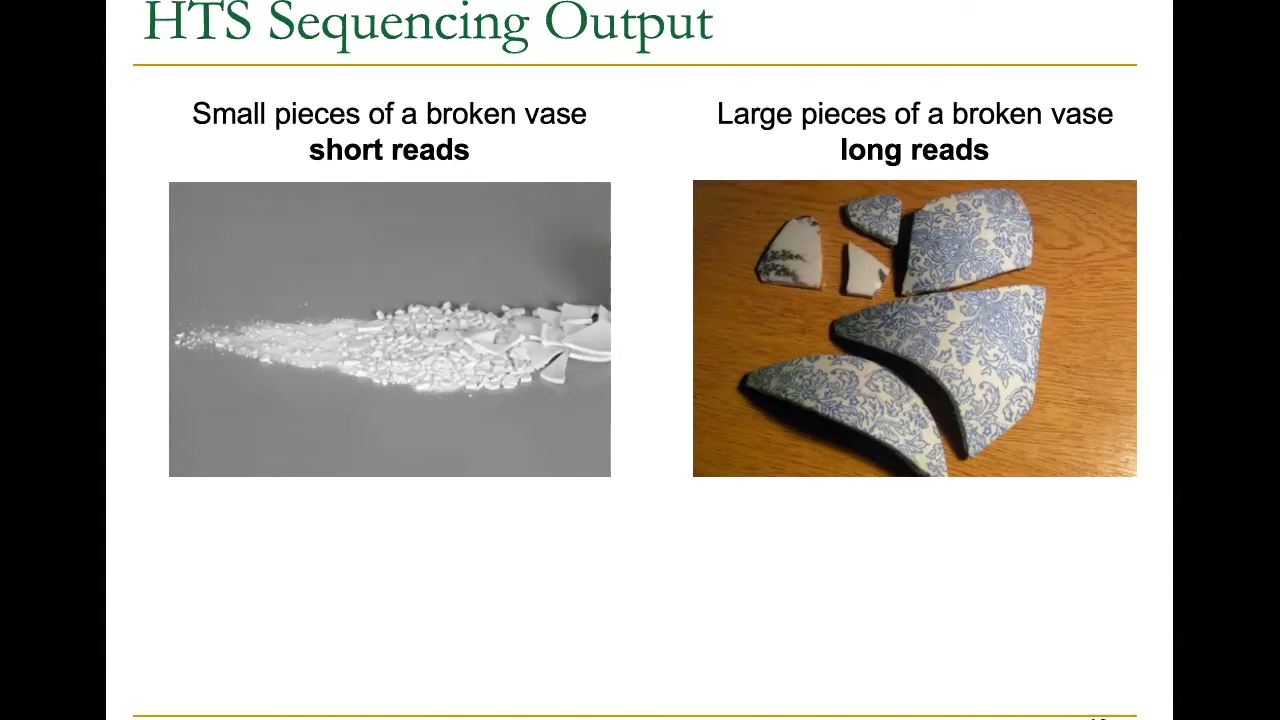 HTS Sequencing Output
Small pieces of a broken vase
short reads
Large pieces of a broken vase
long reads